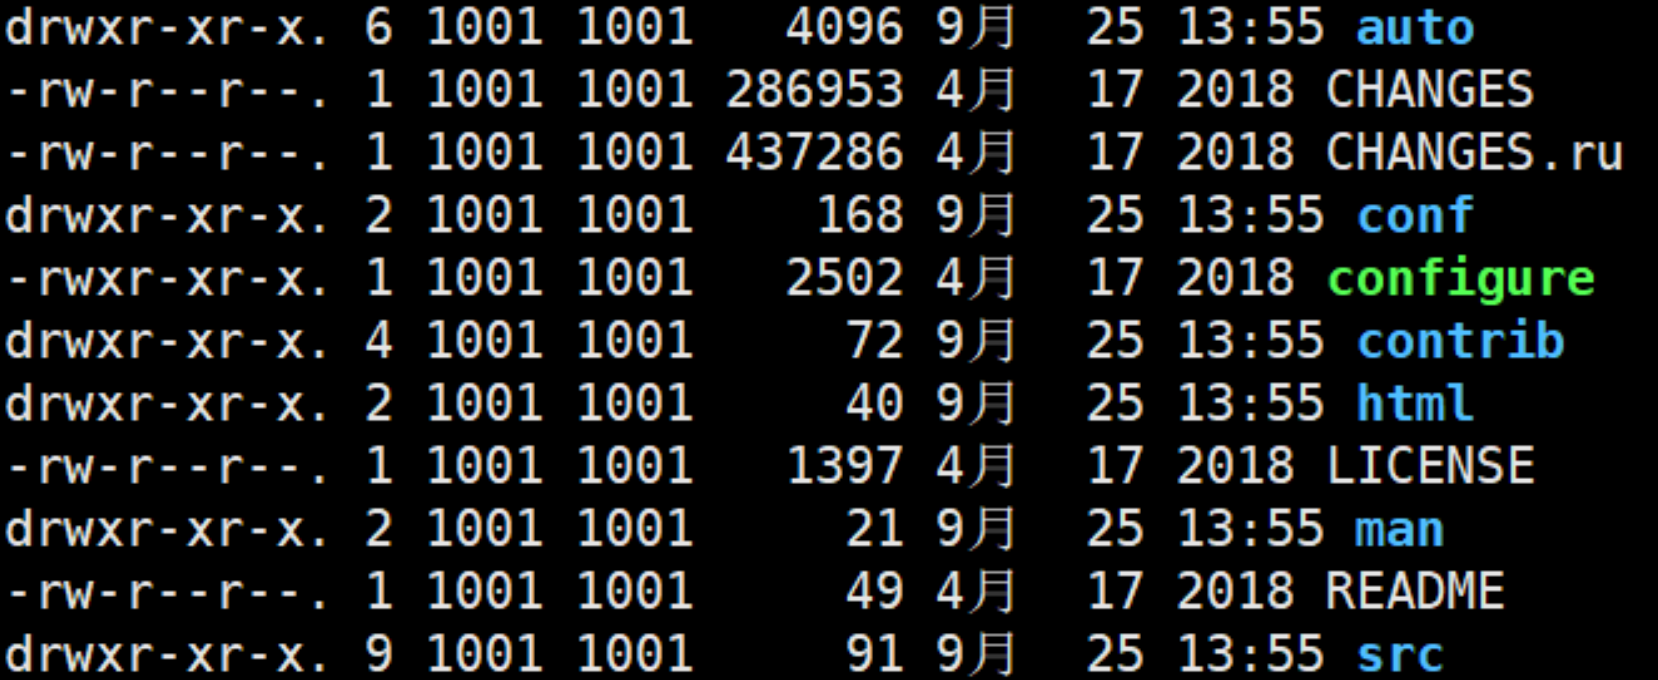 drwxr-xr-x. 6 1001 1001   4096 9月  25 13:55 auto
-rw-r--r--. 1 1001 1001 286953 4月  17 2018 CHANGES
-rw-r--r--. 1 1001 1001 437286 4月  17 2018 CHANGES.ru
drwxr-xr-x. 2 1001 1001    168 9月  25 13:55 conf
-rwxr-xr-x. 1 1001 1001   2502 4月  17 2018 configure
drwxr-xr-x. 4 1001 1001     72 9月  25 13:55 contrib
drwxr-xr-x. 2 1001 1001     40 9月  25 13:55 html
-rw-r--r--. 1 1001 1001   1397 4月  17 2018 LICENSE
drwxr-xr-x. 2 1001 1001     21 9月  25 13:55 man
-rw-r--r--. 1 1001 1001     49 4月  17 2018 README
drwxr-xr-x. 9 1001 1001     91 9月  25 13:55 src